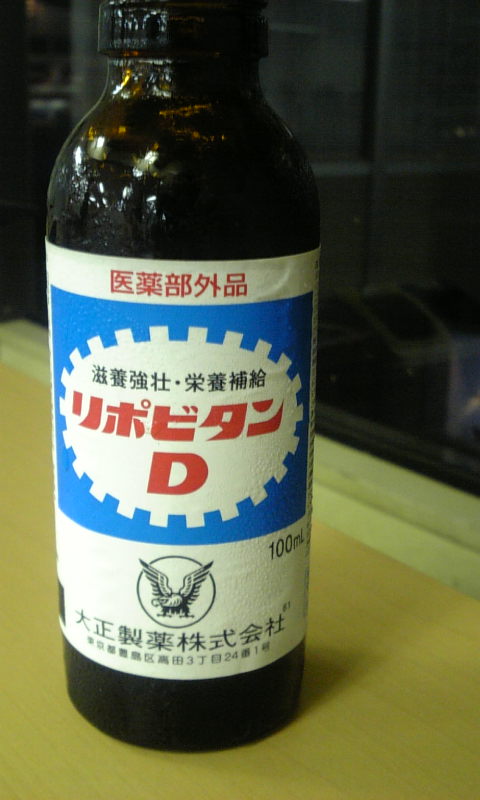 医薬部外品
滋養強壮・栄養補給
リポビタン
D
100mL
大正製薬株式会社 61
東京都豊島区高田3丁目24番1号